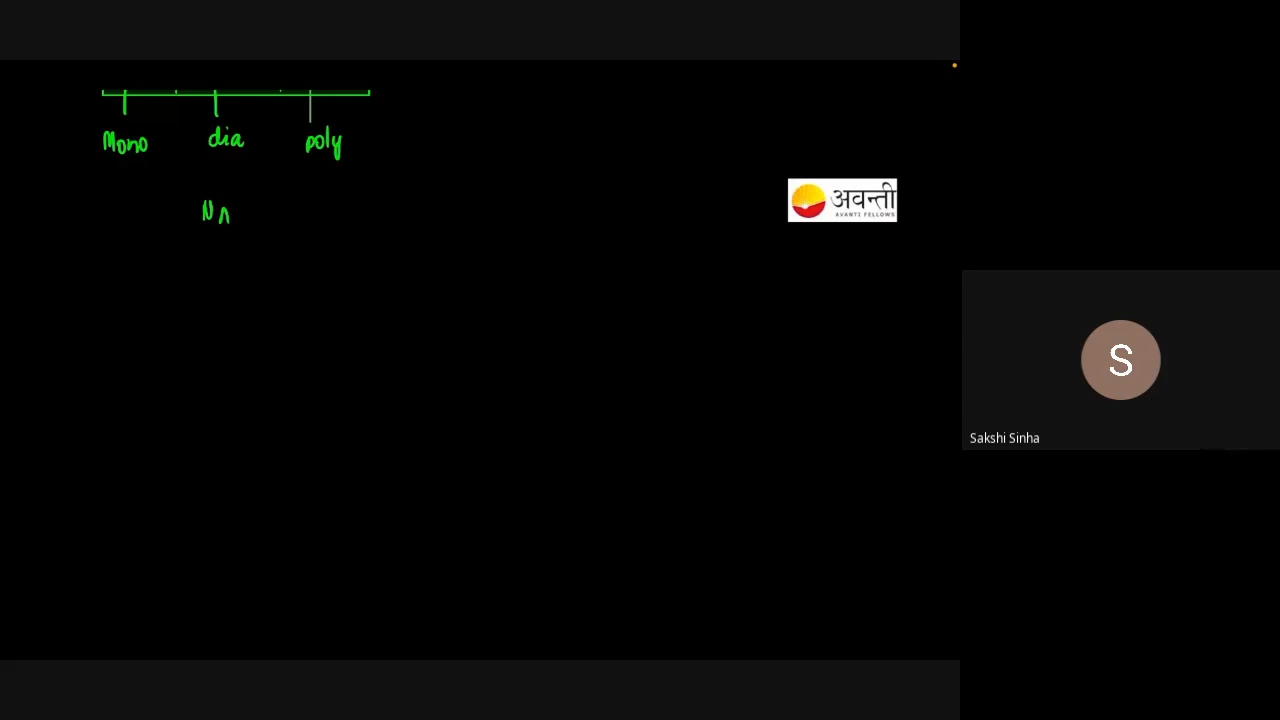 Mono dia poly
अवन्ती
AVANTI FELLOWS
S
Sakshi Sinha